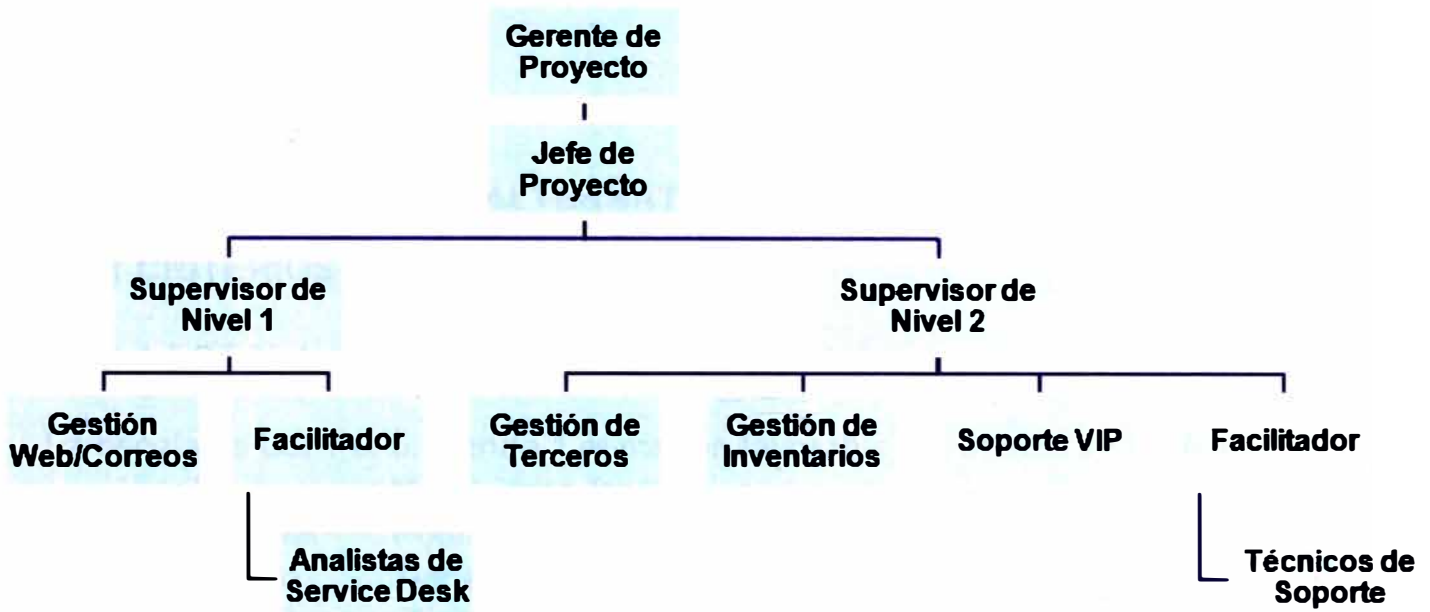 Gerente de
Proyecto
Jefe de
Proyecto
Supervisor de
Nivel 1
Supervisor de
Nivel 2
Gestión
Web/Correos
Facilitador
Gestión de
Terceros
Gestión de
Inventarios
Soporte VIP
Facilitador
Analistas de
Service Desk
Técnicos de
Soporte